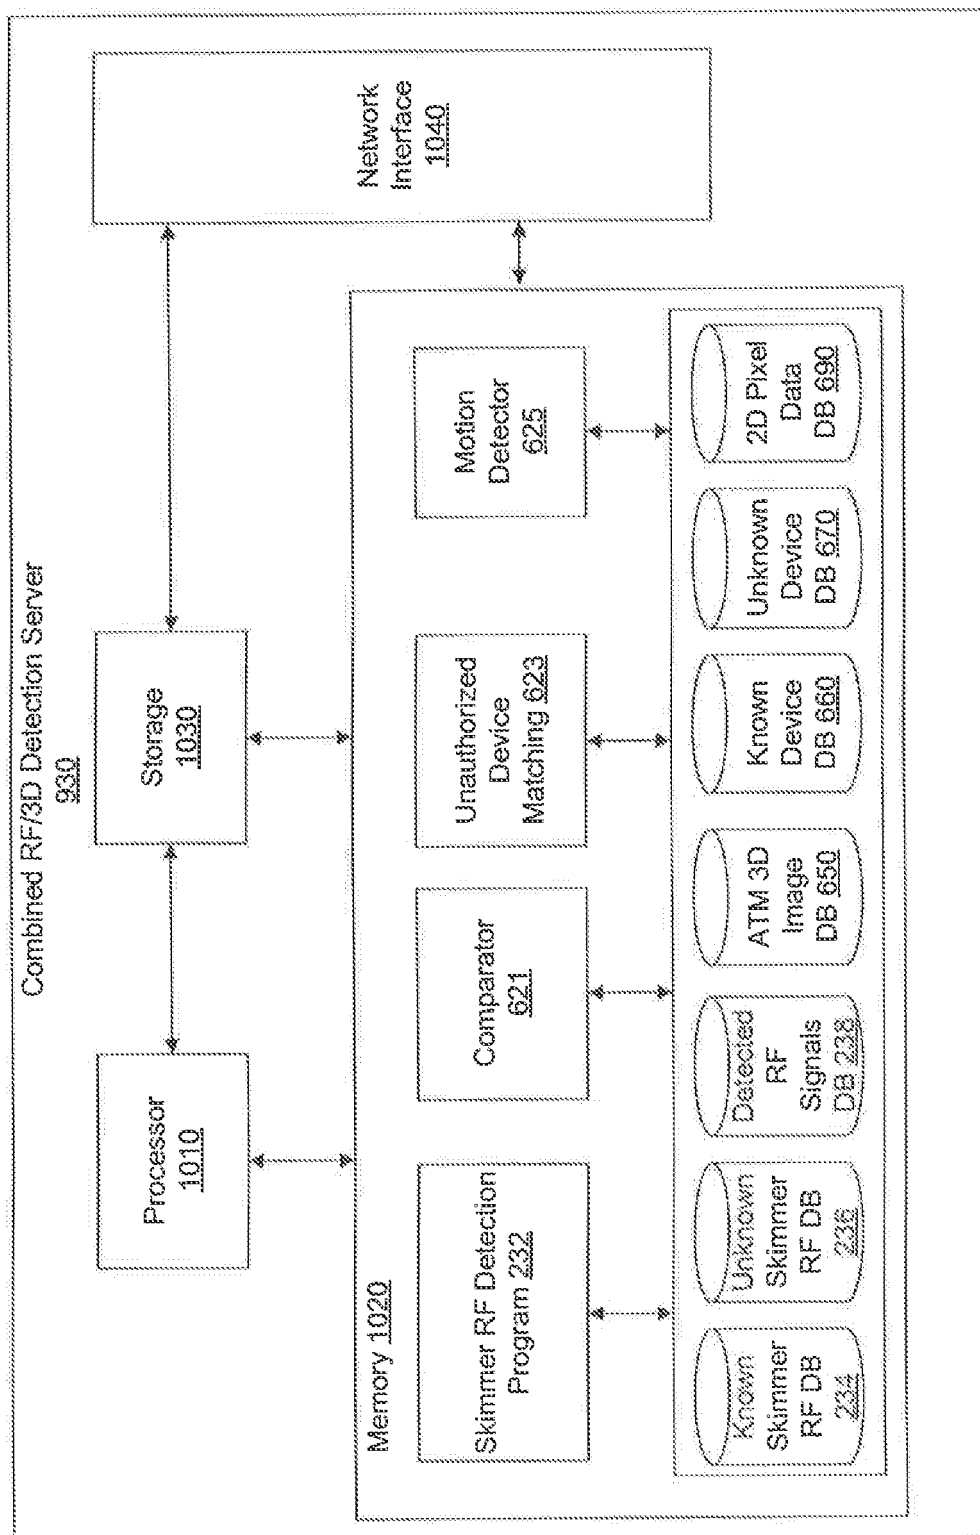 Combined RF/3D Detection Server
930
Processor
1010
Storage
1030
Network
Interface
1040
Memory 1020
Skimmer RF Detection
Program 232
Comparator
621
Unauthorized
Device
Matching 623
Motion
Detector
625
Known
Skimmer
RF DB
234
Unknown
Skimmer
RF DB
236
Detected
RF
Signals
DB 238
ATM 3D
Image
DB 650
Known
Device
DB 660
Unknown
Device
DB 670
2D Pixel
Data
DB 690